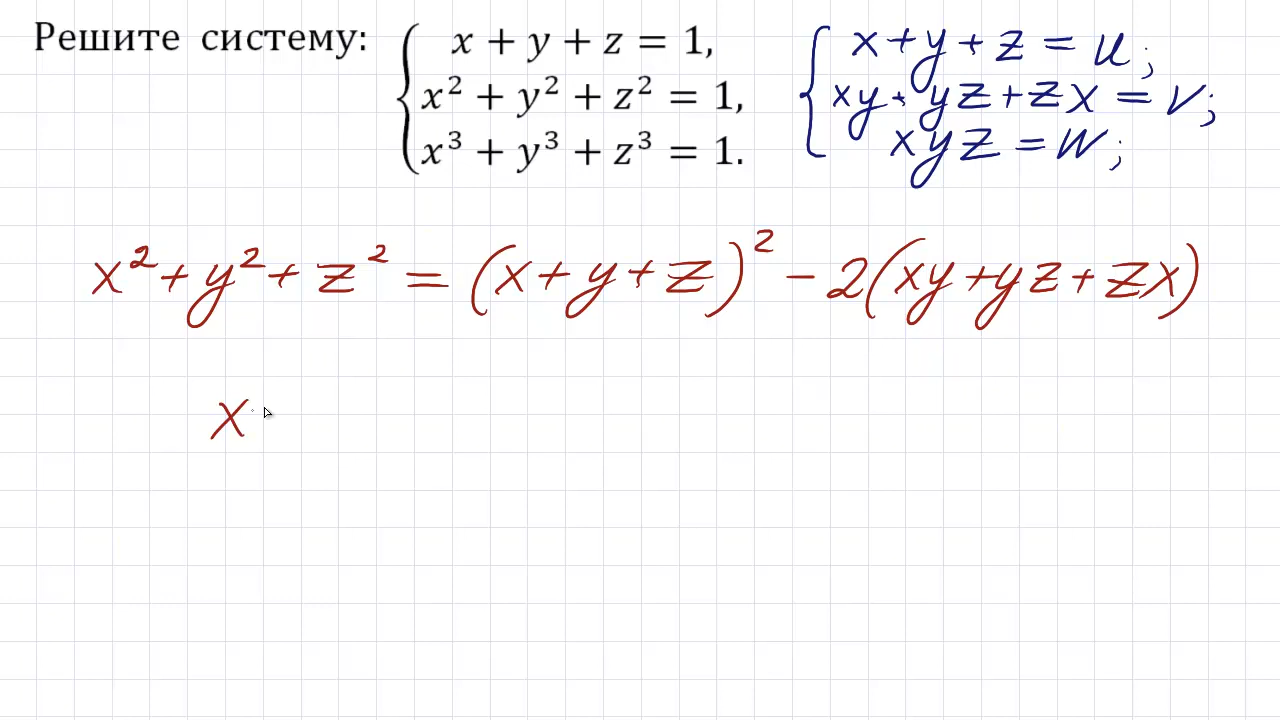 Решите систему:
x + y + z = 1,
x² + y² + z² = 1,
x³ + y³ + z³ = 1.
x + y + z = u;
xy + yz + zx = v;
xyz = w;
x² + y² + z² = (x + y + z)² − 2(xy + yz + zx)
x